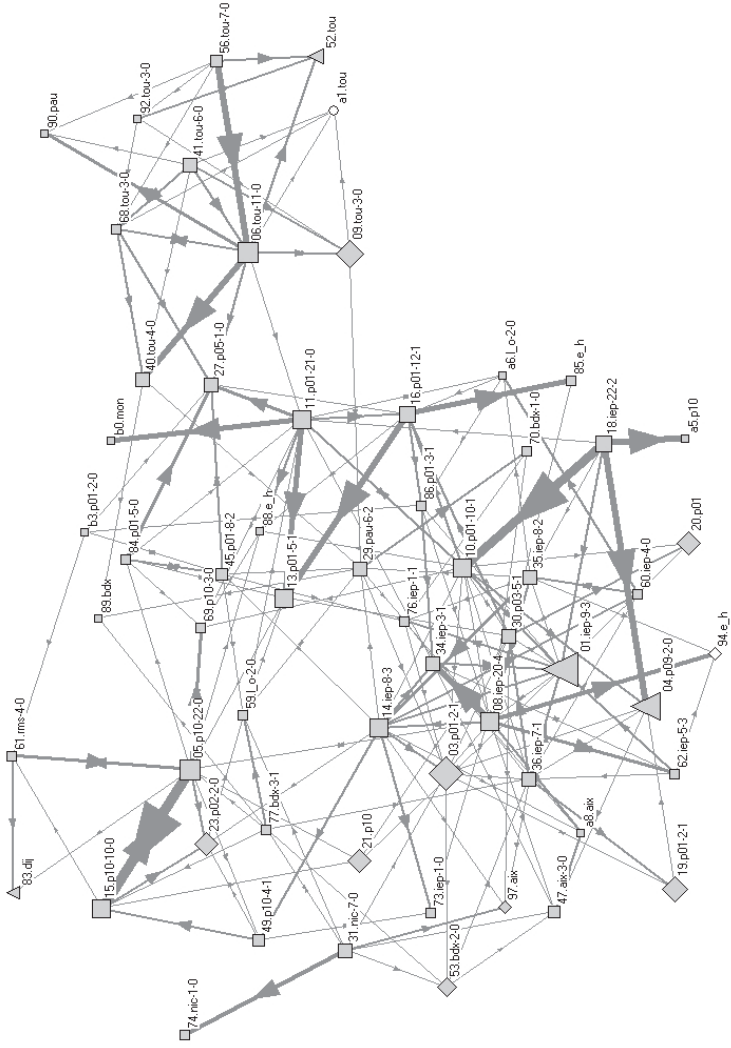 56.tou-7-0
52.tou
90.pau
92.tou-3-0
a1.tou
41.tou-6-0
68.tou-3-0
06.tou-11-0
09.tou-3-0
40.tou-4-0
27.p05-1-0
b0.mon
11.p01-21-0
16.p01-12-1
a6.l_o-2-0
85.e_h
b3.p01-2-0
84.p01-5-0
45.p01-8-2
88.e_h
86.p01-3-1
70.bdx-1-0
18.iep-22-2
a5.p10
89.bdx
69.p10-3-0
13.p01-5-1
29.pau-6-2
10.p01-10-1
35.iep-8-2
20.p01
76.iep-1-1
30.p03-5-1
60.iep-4-0
34.iep-3-1
01.iep-9-3
94.e_h
61.rms-4-0
05.p10-22-0
59.l_o-2-0
14.iep-8-3
08.iep-20-4
04.p09-2-0
03.p01-2-1
36.iep-7-1
62.iep-5-3
83.dij
23.p02-2-0
77.bdx-3-1
21.p10
a8.aix
15.p10-10-0
49.p10-4-1
73.iep-1-0
97.aix
47.aix-3-0
19.p01-2-1
31.nic-7-0
53.bdx-2-0
74.nic-1-0